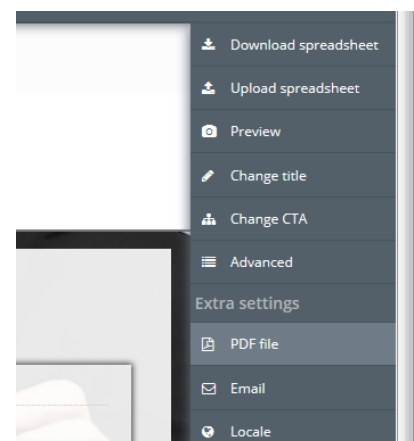 Download spreadsheet
Upload spreadsheet
Preview
Change title
Change CTA
Advanced
Extra settings
PDF file
Email
Locale